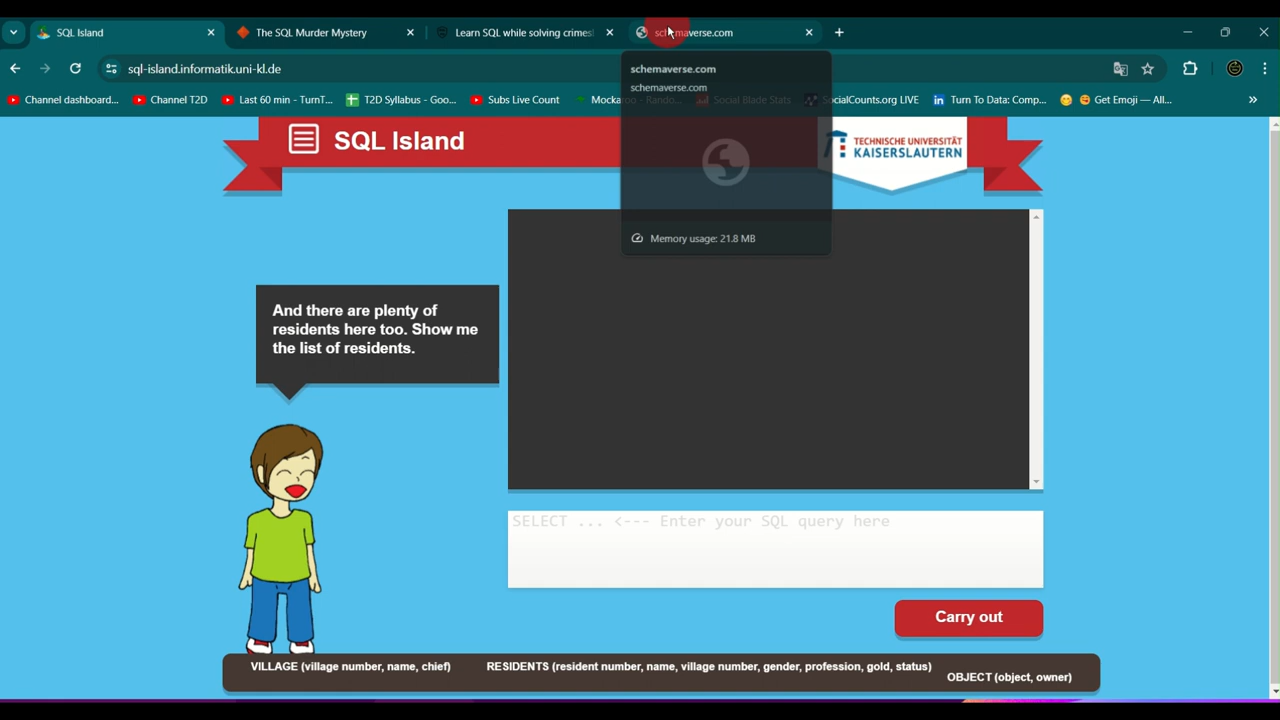 SQL Island
The SQL Murder Mystery
Learn SQL while solving crimes
schemaverse.com
sql-island.informatik.uni-kl.de
Channel dashboard...
Channel T2D
Last 60 min - TurnT...
T2D Syllabus - Goo...
Subs Live Count
Mockaroo - Rando...
Social Blade Stats
SocialCounts.org LIVE
Turn To Data: Comp...
Get Emoji — All...
schemaverse.com
schemaverse.com
Memory usage: 21.8 MB
SQL Island
TECHNISCHE UNIVERSITÄT
KAISERSLAUTERN
And there are plenty of
residents here too. Show me
the list of residents.
SELECT ... <--- Enter your SQL query here
Carry out
VILLAGE (village number, name, chief)
RESIDENTS (resident number, name, village number, gender, profession, gold, status)
OBJECT (object, owner)